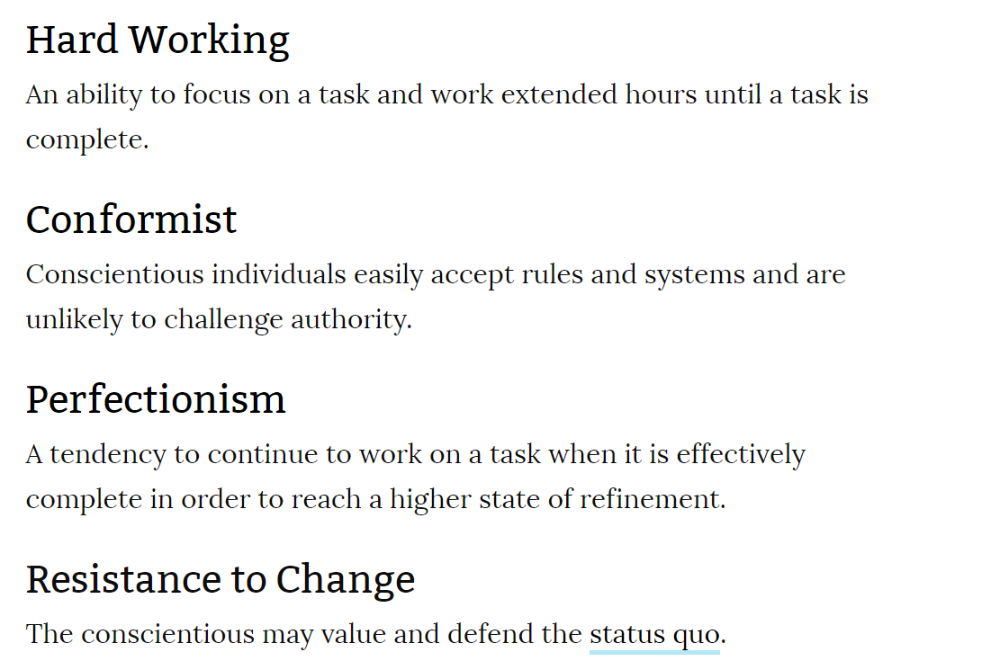 Hard Working
An ability to focus on a task and work extended hours until a task is
complete.
Conformist
Conscientious individuals easily accept rules and systems and are
unlikely to challenge authority.
Perfectionism
A tendency to continue to work on a task when it is effectively
complete in order to reach a higher state of refinement.
Resistance to Change
The conscientious may value and defend the status quo.